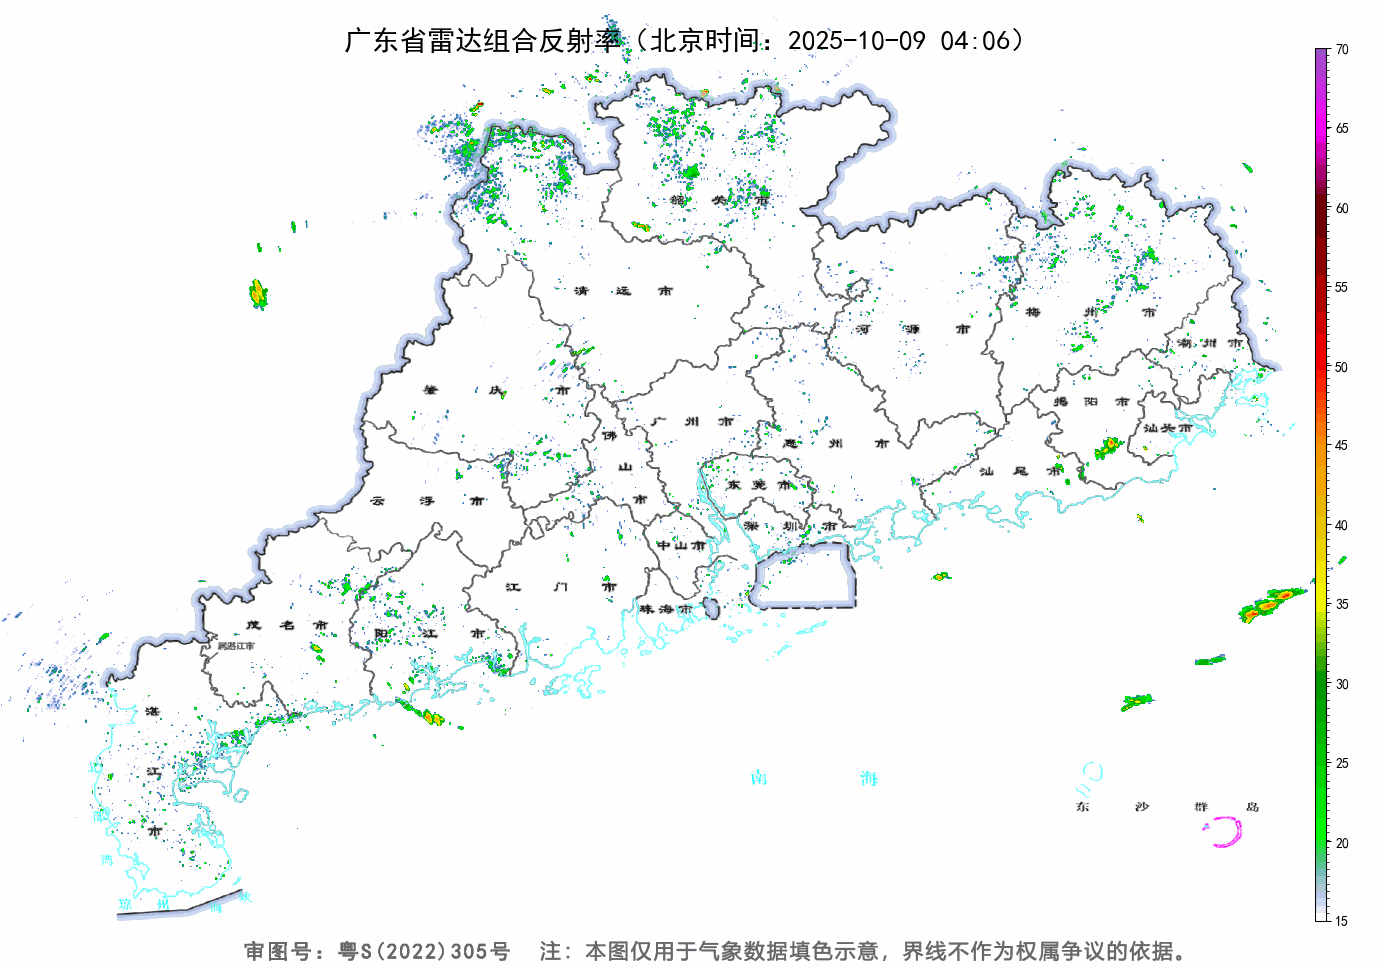 广东省雷达组合反射率（北京时间：2025-10-09 04:06）
70
65
60
55
50
45
40
35
30
25
20
15
韶关市
清远市
河源市
梅州市
潮州市
肇庆市
广州市
佛山市
惠州市
揭阳市
汕头市
汕尾市
云浮市
东莞市
深圳市
中山市
江门市
珠海市
茂名市
属湛江市
阳江市
湛江市
南海
东沙群岛
北部湾
琼州海峡
审图号：粤S(2022)305号 注：本图仅用于气象数据填色示意，界线不作为权属争议的依据。